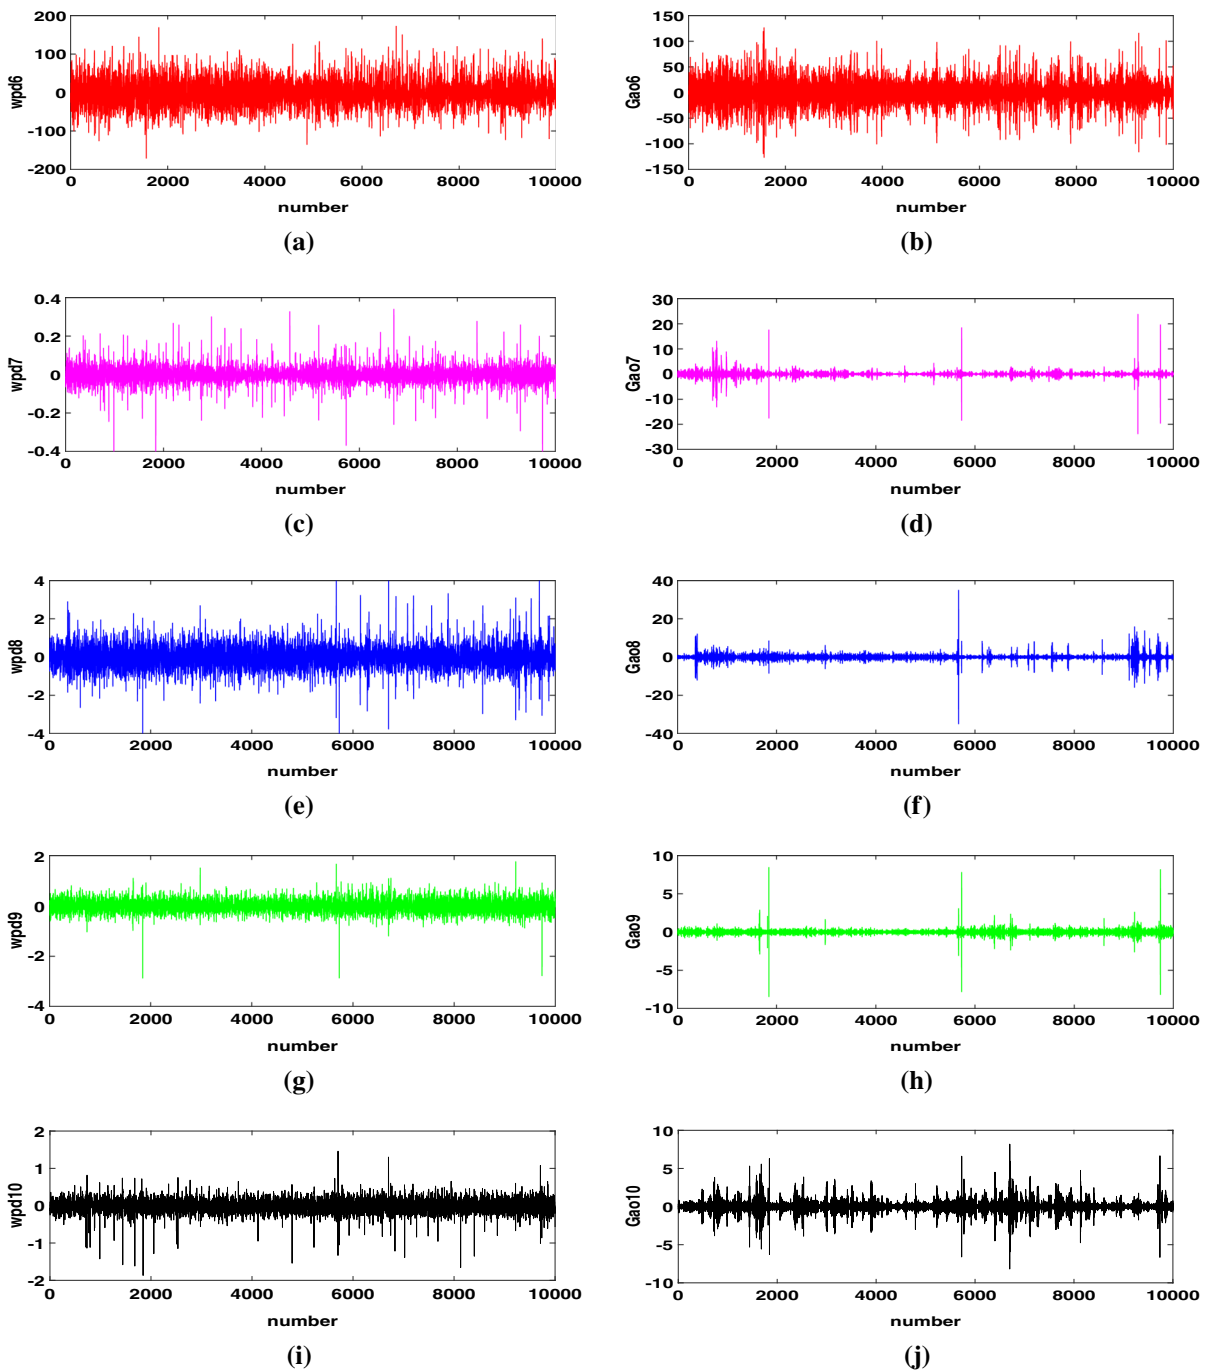 200
100
0
-100
-200
wpd6
0 2000 4000 6000 8000 10000
number
(a)
150
100
50
0
-50
-100
-150
Gao6
0 2000 4000 6000 8000 10000
number
(b)
0.4
0.2
0
-0.2
-0.4
wpd7
0 2000 4000 6000 8000 10000
number
(c)
30
20
10
0
-10
-20
-30
Gao7
0 2000 4000 6000 8000 10000
number
(d)
4
2
0
-2
-4
wpd8
0 2000 4000 6000 8000 10000
number
(e)
40
20
0
-20
-40
Gao8
0 2000 4000 6000 8000 10000
number
(f)
2
0
-2
-4
wpd9
0 2000 4000 6000 8000 10000
number
(g)
10
5
0
-5
-10
Gao9
0 2000 4000 6000 8000 10000
number
(h)
2
1
0
-1
-2
wpd10
0 2000 4000 6000 8000 10000
number
(i)
10
5
0
-5
-10
Gao10
0 2000 4000 6000 8000 10000
number
(j)